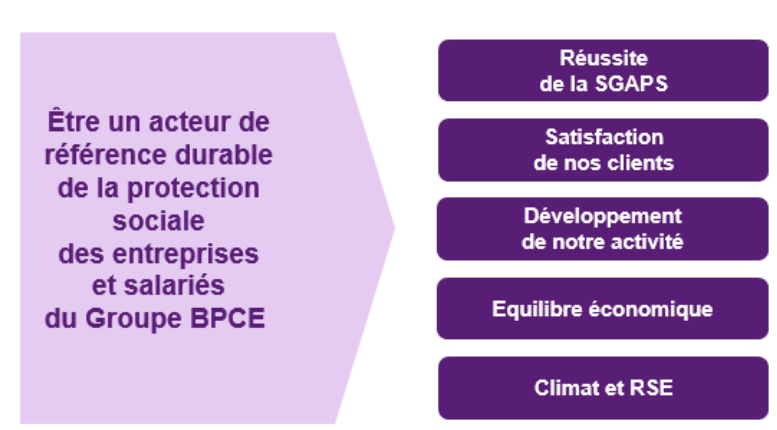 Être un acteur de
référence durable
de la protection
sociale
des entreprises
et salariés
du Groupe BPCE
Réussite
de la SGAPS
Satisfaction
de nos clients
Développement
de notre activité
Equilibre économique
Climat et RSE